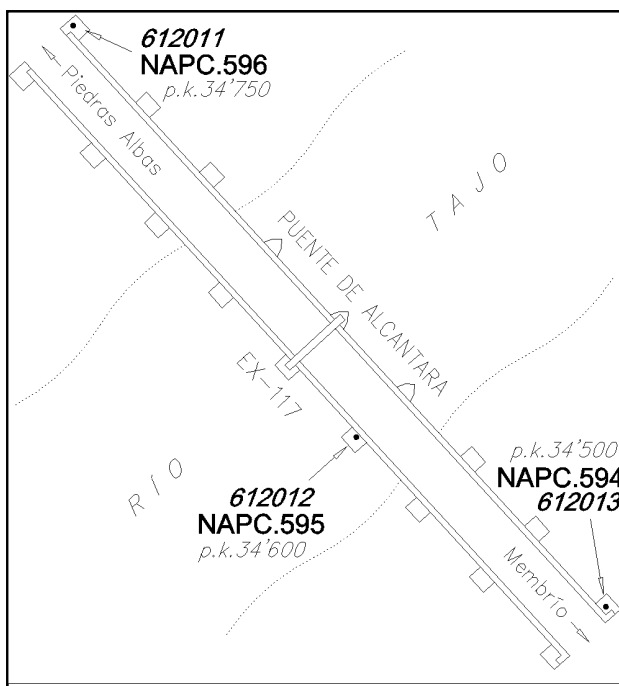 612011
NAPC.596
p.k.34'750
Piedras Albas
TAJO
PUENTE DE ALCANTARA
EX-117
RÍO
p.k.34'500
NAPC.594
612013
612012
NAPC.595
p.k.34'600
Membrío